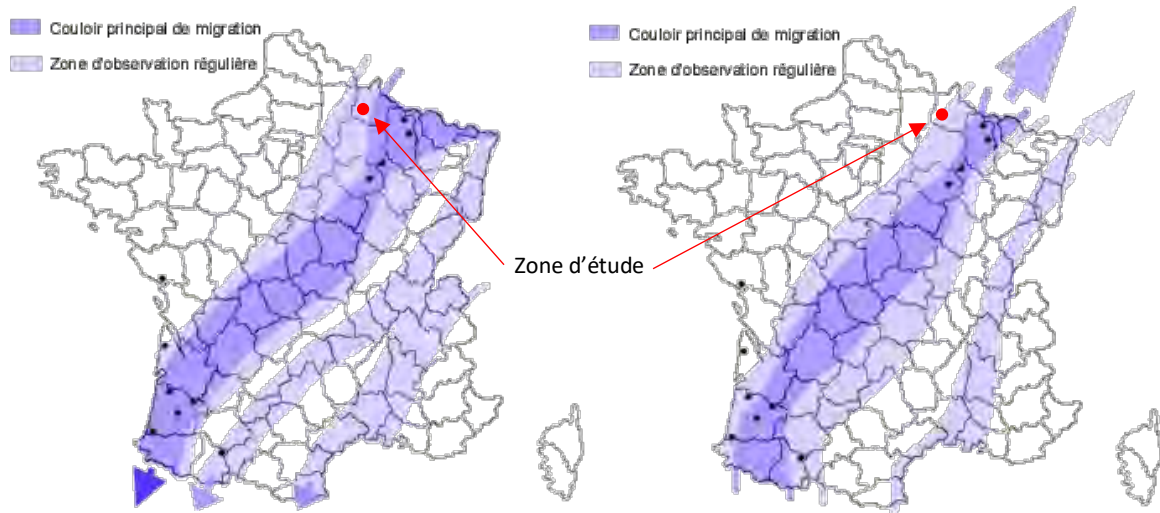 Couloir principal de migration
Zone d'observation régulière
Couloir principal de migration
Zone d'observation régulière
Zone d'étude